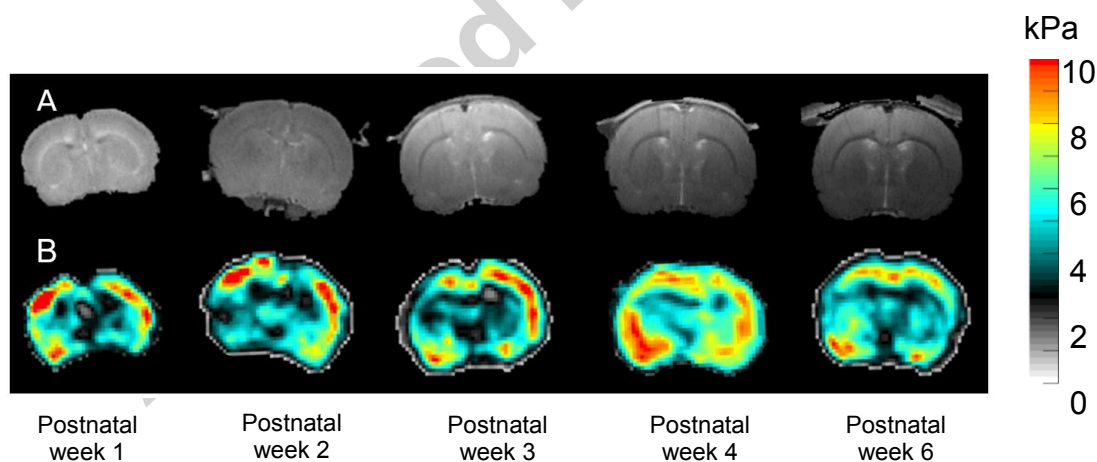 kPa
A
10
8
6
B
4
2
0
Postnatal
week 1
Postnatal
week 2
Postnatal
week 3
Postnatal
week 4
Postnatal
week 6